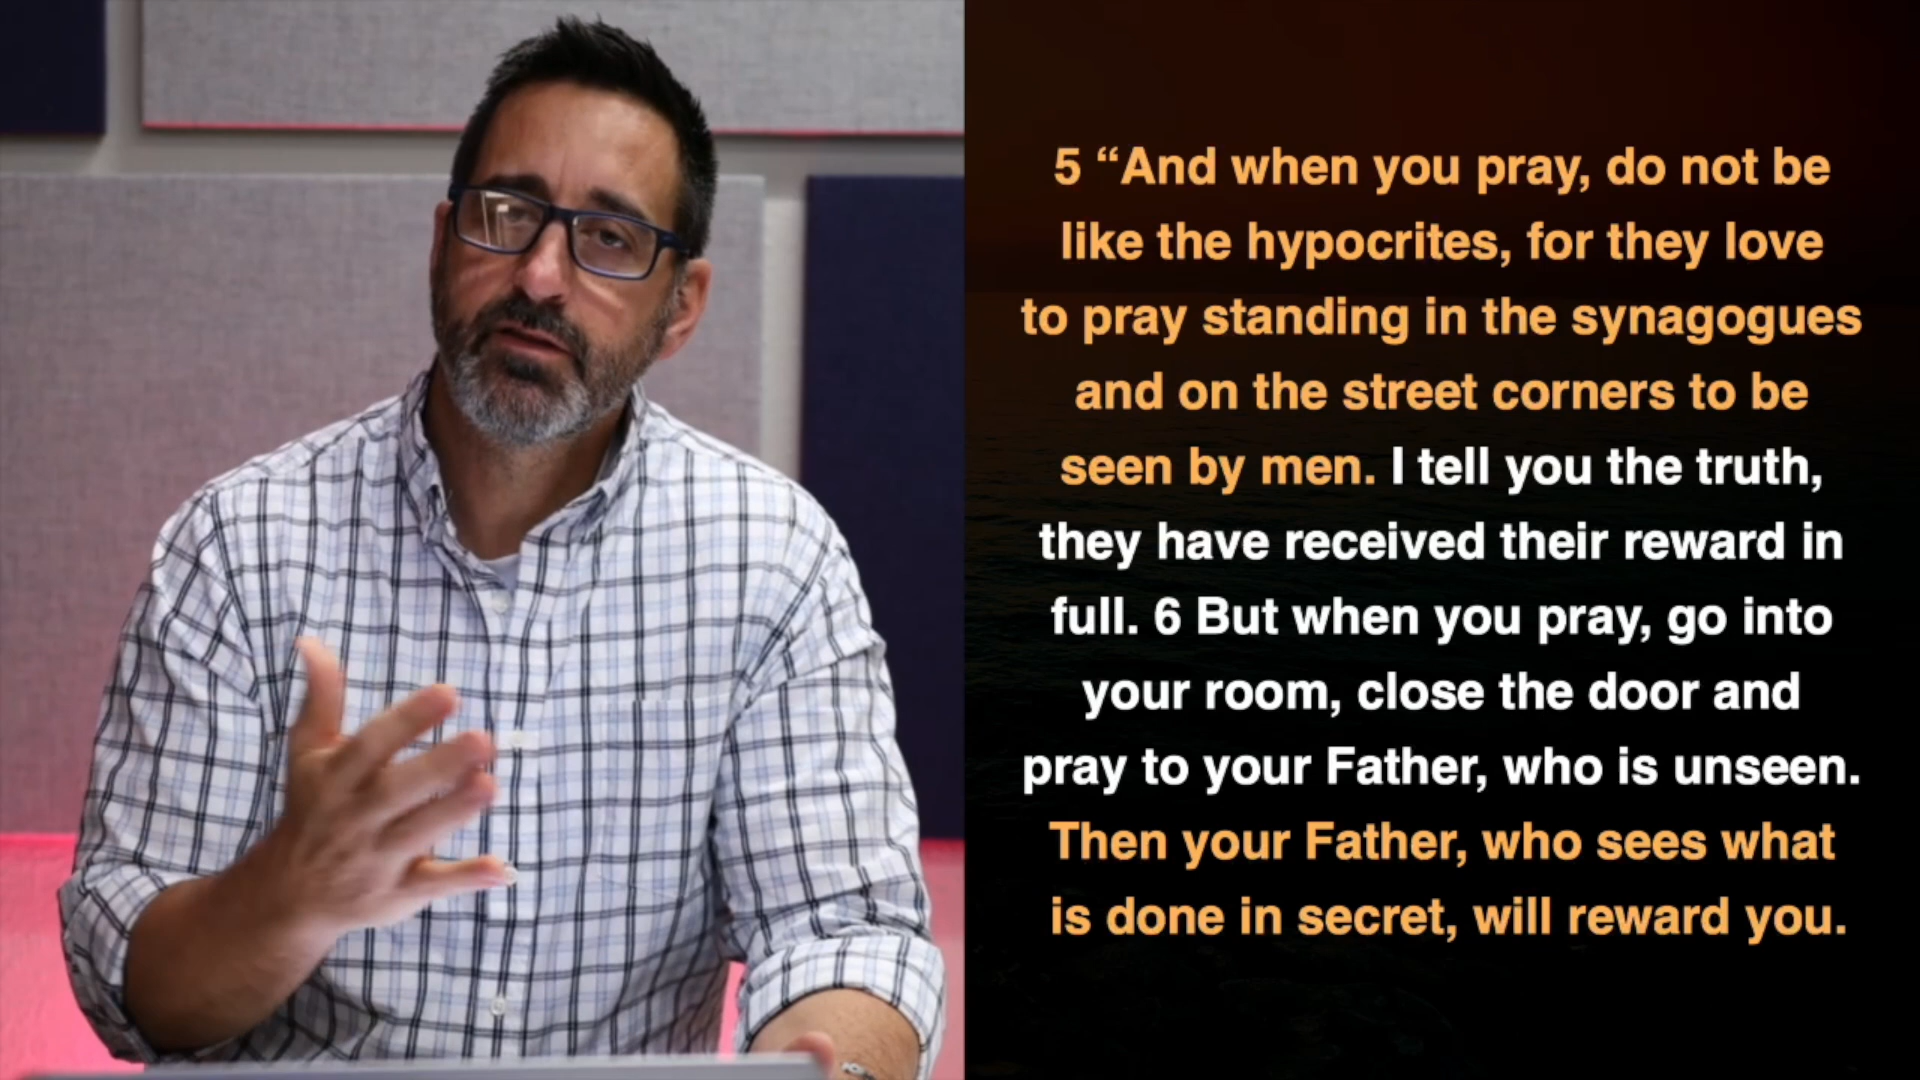 5 “And when you pray, do not be
like the hypocrites, for they love
to pray standing in the synagogues
and on the street corners to be
seen by men. I tell you the truth,
they have received their reward in
full. 6 But when you pray, go into
your room, close the door and
pray to your Father, who is unseen.
Then your Father, who sees what
is done in secret, will reward you.